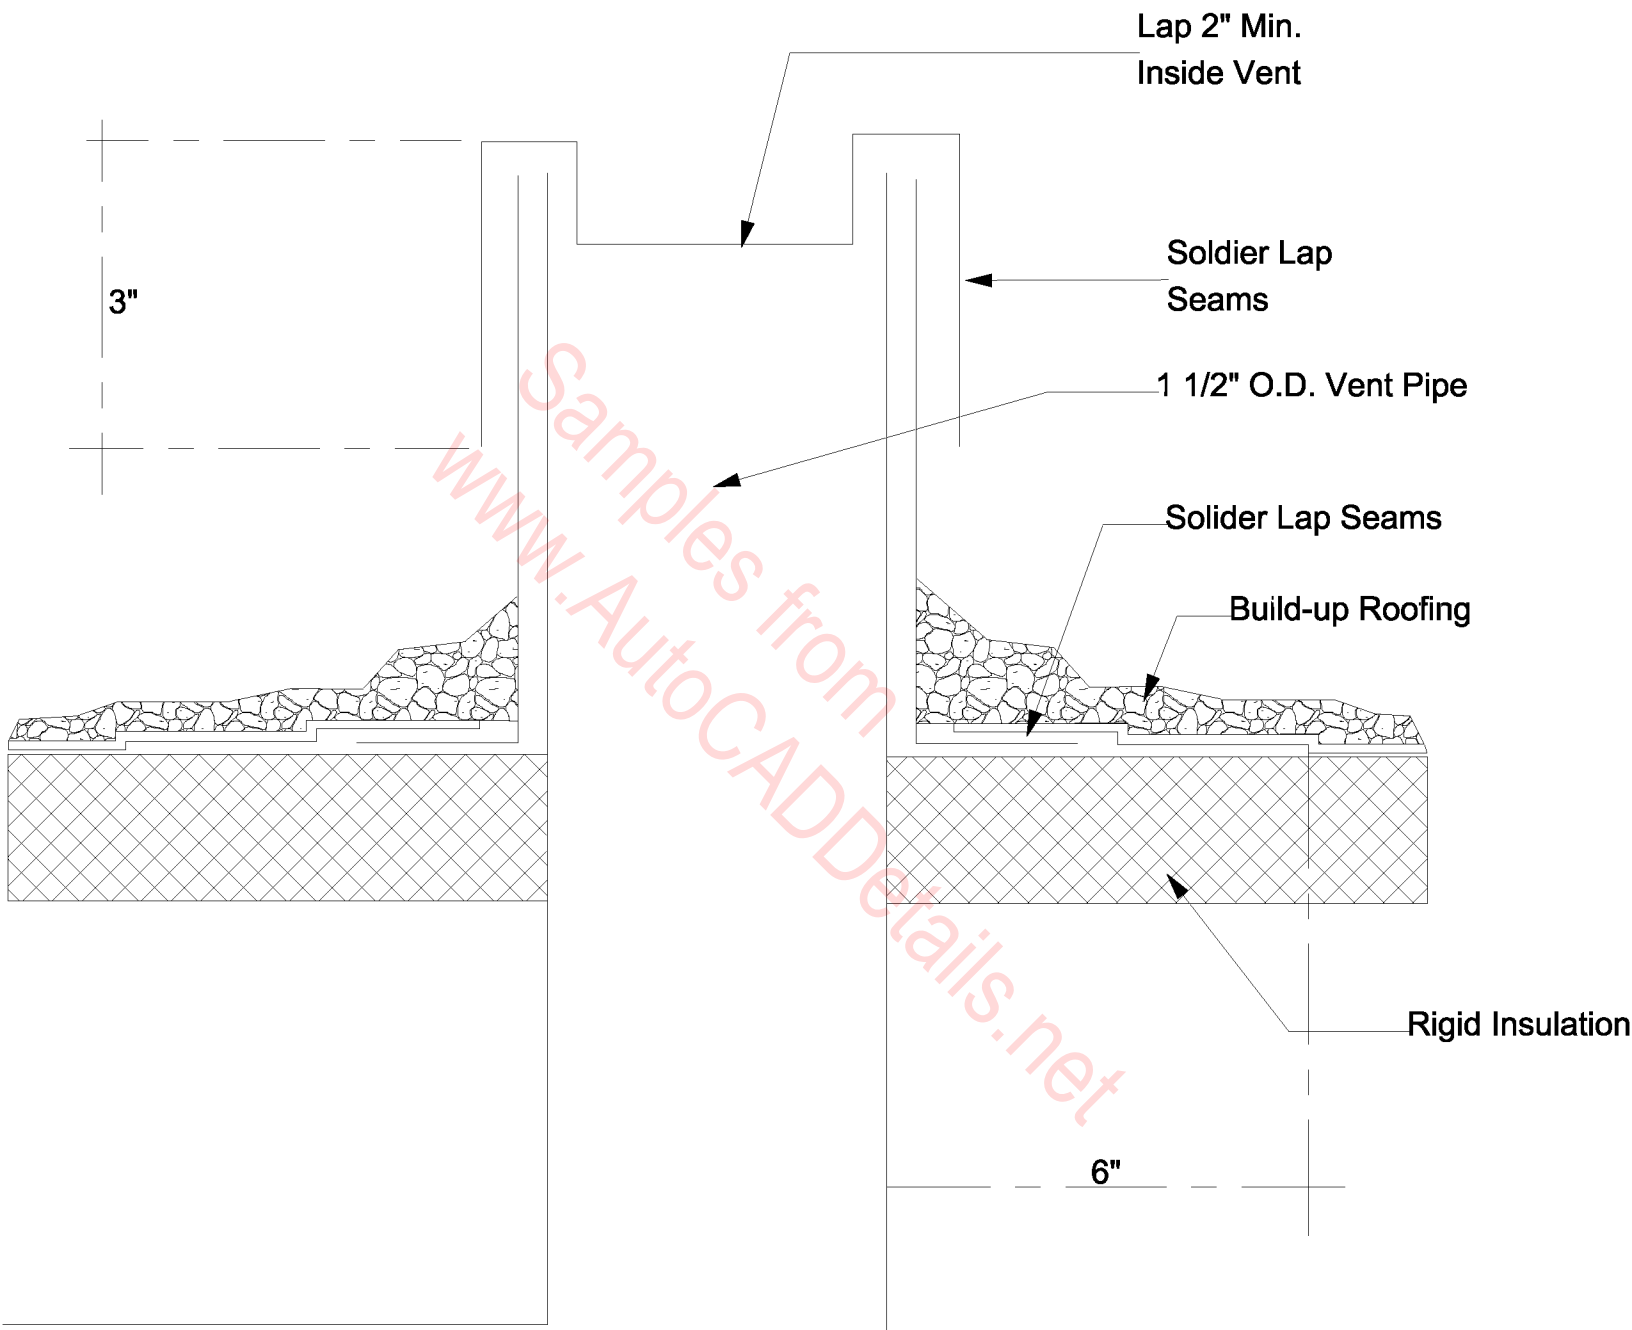 Lap 2" Min.
Inside Vent
Soldier Lap
Seams
3"
1 1/2" O.D. Vent Pipe
Solider Lap Seams
Build-up Roofing
Rigid Insulation
6"
Samples from
www.AutoCADDetails.net